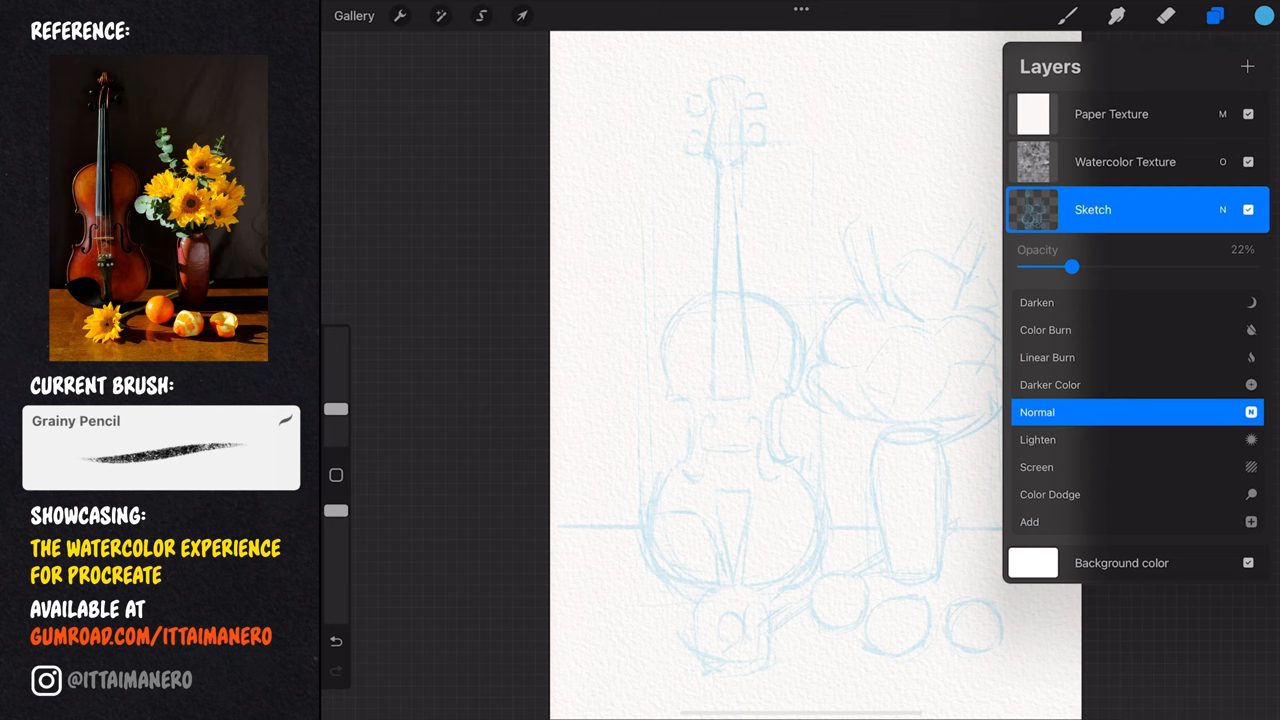 REFERENCE:
CURRENT BRUSH:
Grainy Pencil
SHOWCASING:
THE WATERCOLOR EXPERIENCE
FOR PROCREATE
AVAILABLE AT
GUMROAD.COM/ITTAIMANERO
@ITTAIMANERO
Gallery
Layers
Paper Texture M
Watercolor Texture O
Sketch N
Opacity 22%
Darken
Color Burn
Linear Burn
Darker Color
Normal N
Lighten
Screen
Color Dodge
Add
Background color